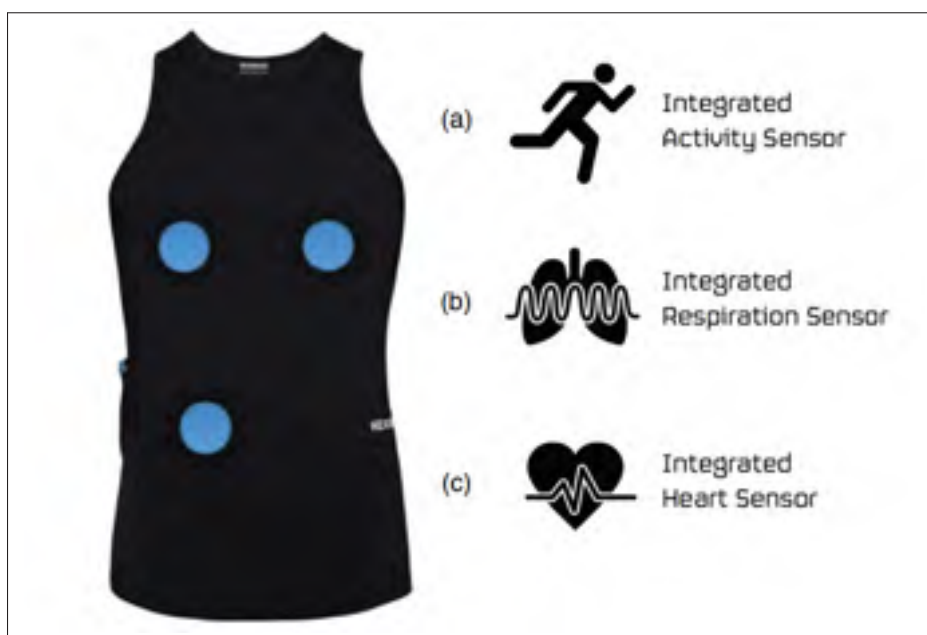 (a)
Integrated
Activity Sensor
(b)
Integrated
Respiration Sensor
(c)
Integrated
Heart Sensor